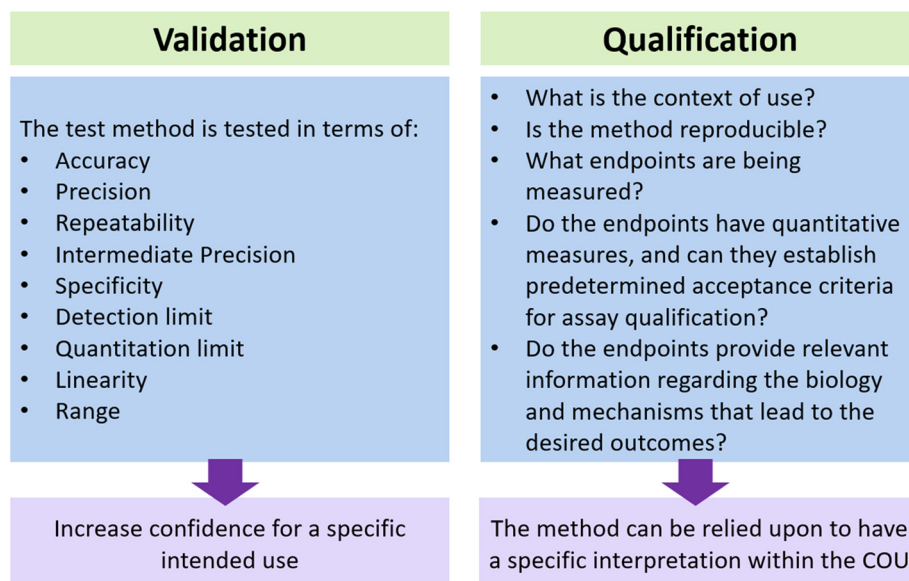 Validation
The test method is tested in terms of:
• Accuracy
• Precision
• Repeatability
• Intermediate Precision
• Specificity
• Detection limit
• Quantitation limit
• Linearity
• Range
Increase confidence for a specific
intended use
Qualification
• What is the context of use?
• Is the method reproducible?
• What endpoints are being
measured?
• Do the endpoints have quantitative
measures, and can they establish
predetermined acceptance criteria
for assay qualification?
• Do the endpoints provide relevant
information regarding the biology
and mechanisms that lead to the
desired outcomes?
The method can be relied upon to have
a specific interpretation within the COU